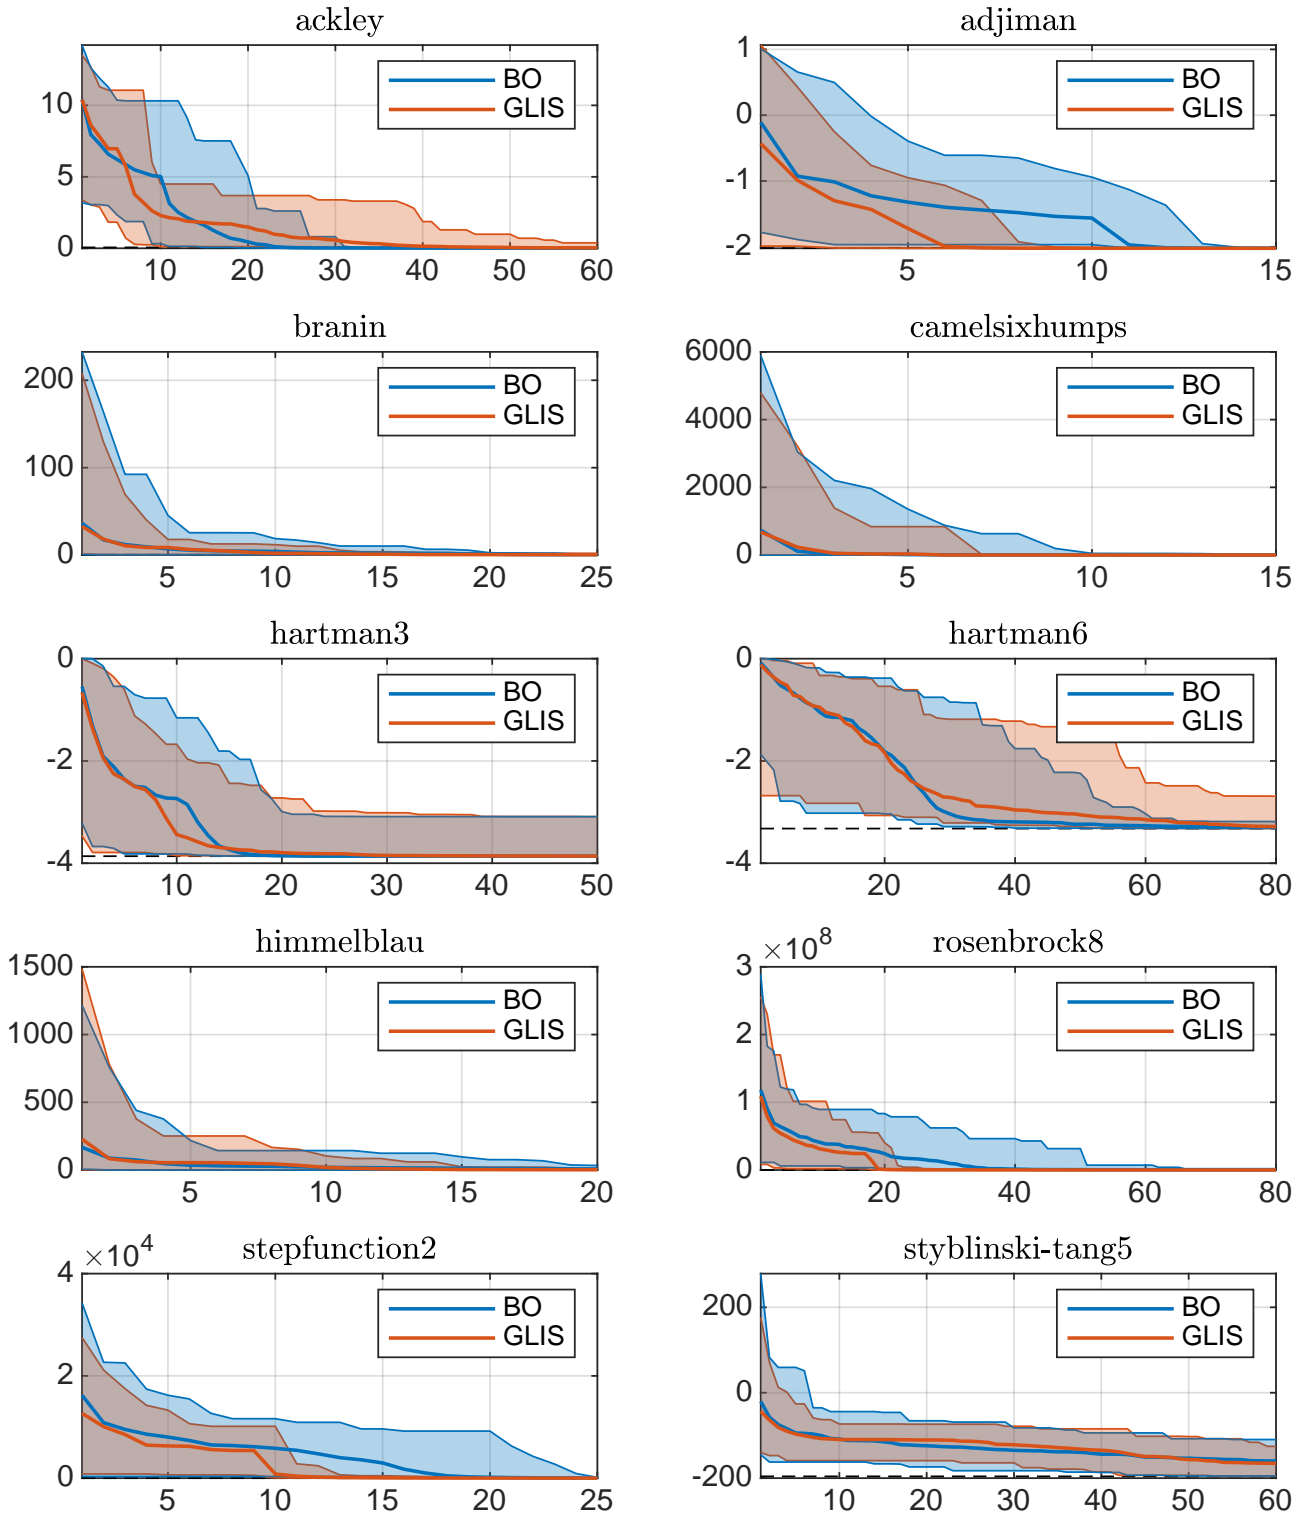 ackley
10
5
0
10 20 30 40 50 60
BO
GLIS
adjiman
1
0
-1
-2
5 10 15
BO
GLIS
branin
200
100
0
5 10 15 20 25
BO
GLIS
camelsixhumps
6000
4000
2000
0
5 10 15
BO
GLIS
hartman3
0
-2
-4
10 20 30 40 50
BO
GLIS
hartman6
0
-2
-4
20 40 60 80
BO
GLIS
himmelblau
1500
1000
500
0
5 10 15 20
BO
GLIS
×10^8
rosenbrock8
3
2
1
0
20 40 60 80
BO
GLIS
×10^4
stepfunction2
4
2
0
5 10 15 20 25
BO
GLIS
styblinski-tang5
200
0
-200
10 20 30 40 50 60
BO
GLIS